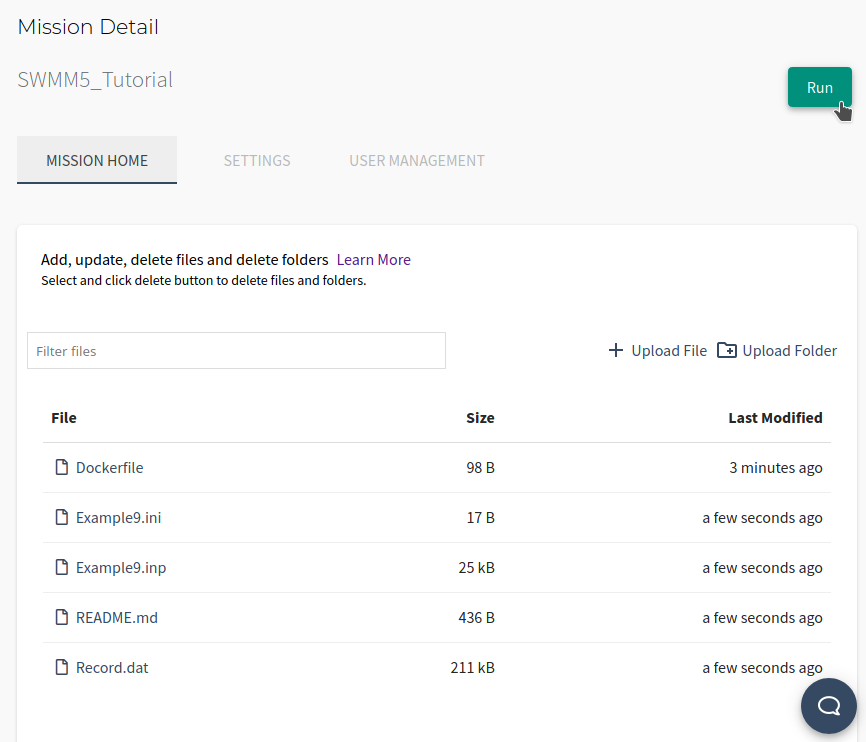 Mission Detail
SWMM5_Tutorial
Run
MISSION HOME SETTINGS USER MANAGEMENT
Add, update, delete files and delete folders Learn More
Select and click delete button to delete files and folders.
Filter files Upload File Upload Folder
File Size Last Modified
Dockerfile 98 B 3 minutes ago
Example9.ini 17 B a few seconds ago
Example9.inp 25 kB a few seconds ago
README.md 436 B a few seconds ago
Record.dat 211 kB a few seconds ago